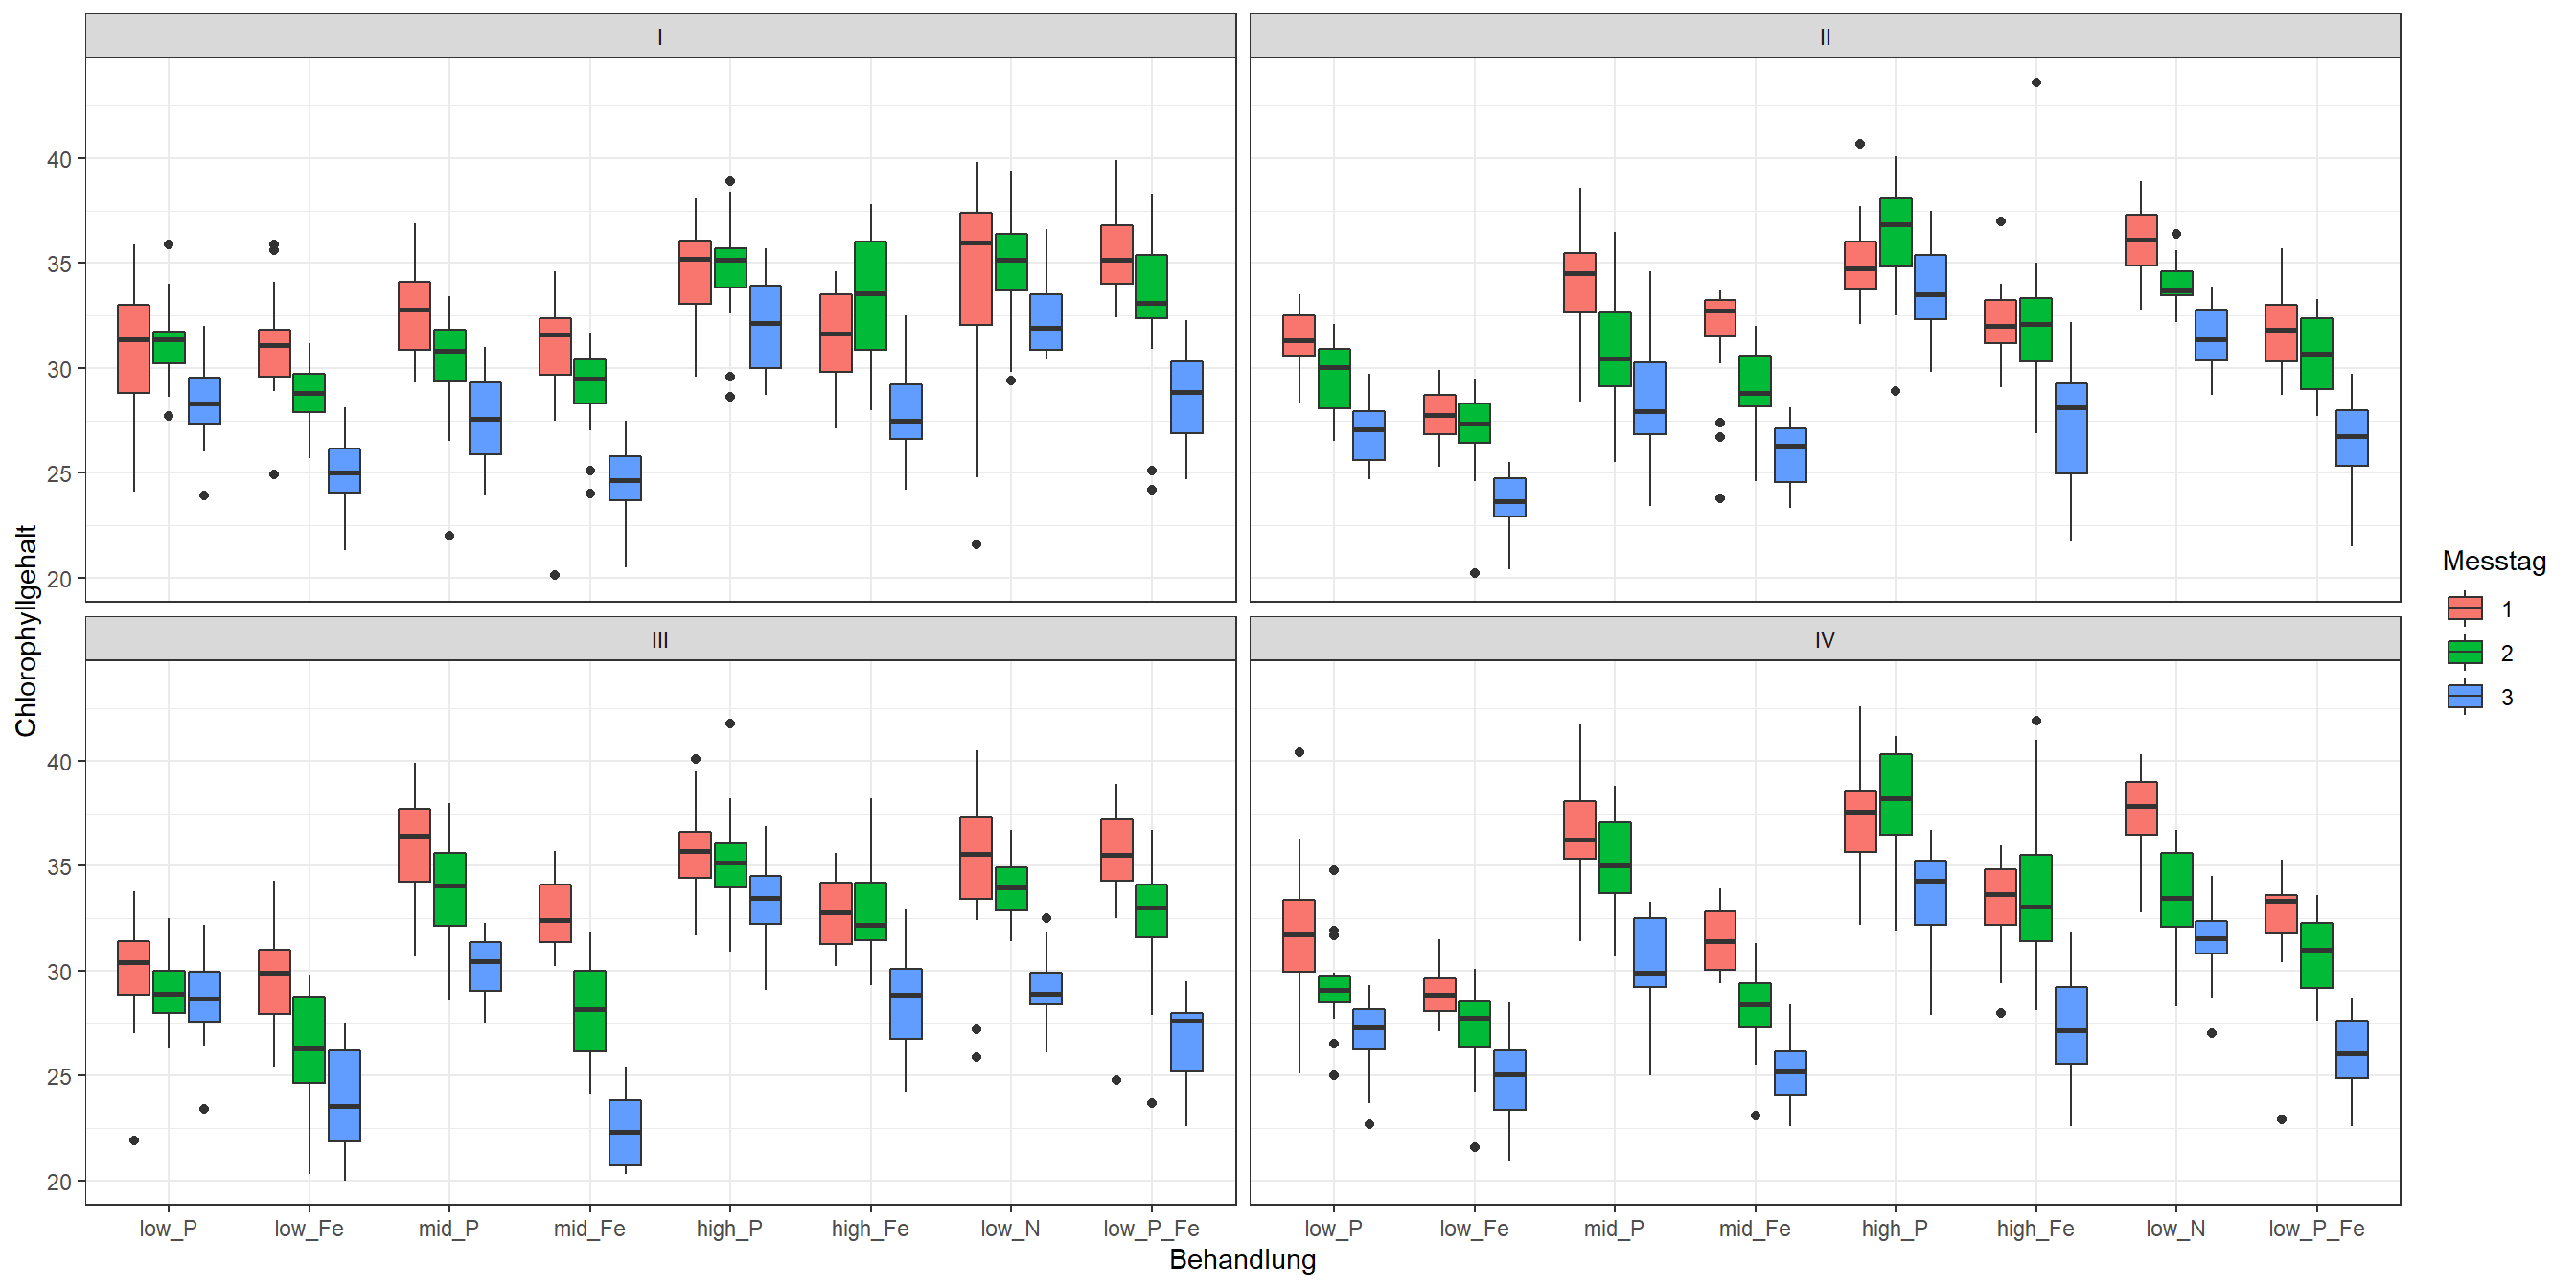 I
II
40
35
30
25
20
III
IV
40
35
30
25
20
Chlorophyllgehalt
low_P
low_Fe
mid_P
mid_Fe
high_P
high_Fe
low_N
low_P_Fe
low_P
low_Fe
mid_P
mid_Fe
high_P
high_Fe
low_N
low_P_Fe
Behandlung
Messtag
1
2
3